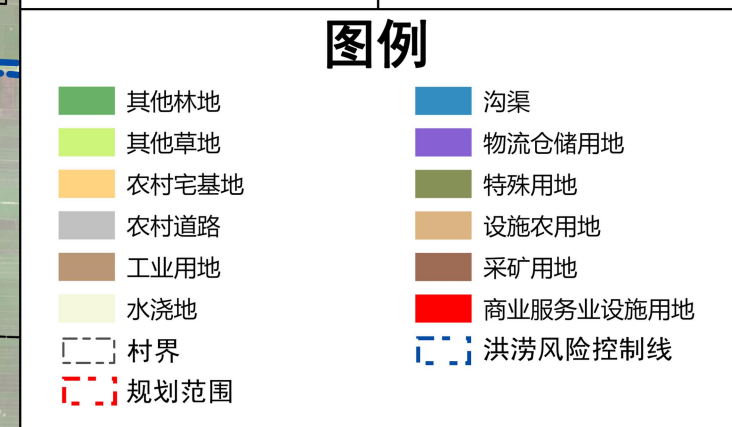 图例
其他林地
沟渠
其他草地
物流仓储用地
农村宅基地
特殊用地
农村道路
设施农用地
工业用地
采矿用地
水浇地
商业服务业设施用地
村界
洪涝风险控制线
规划范围